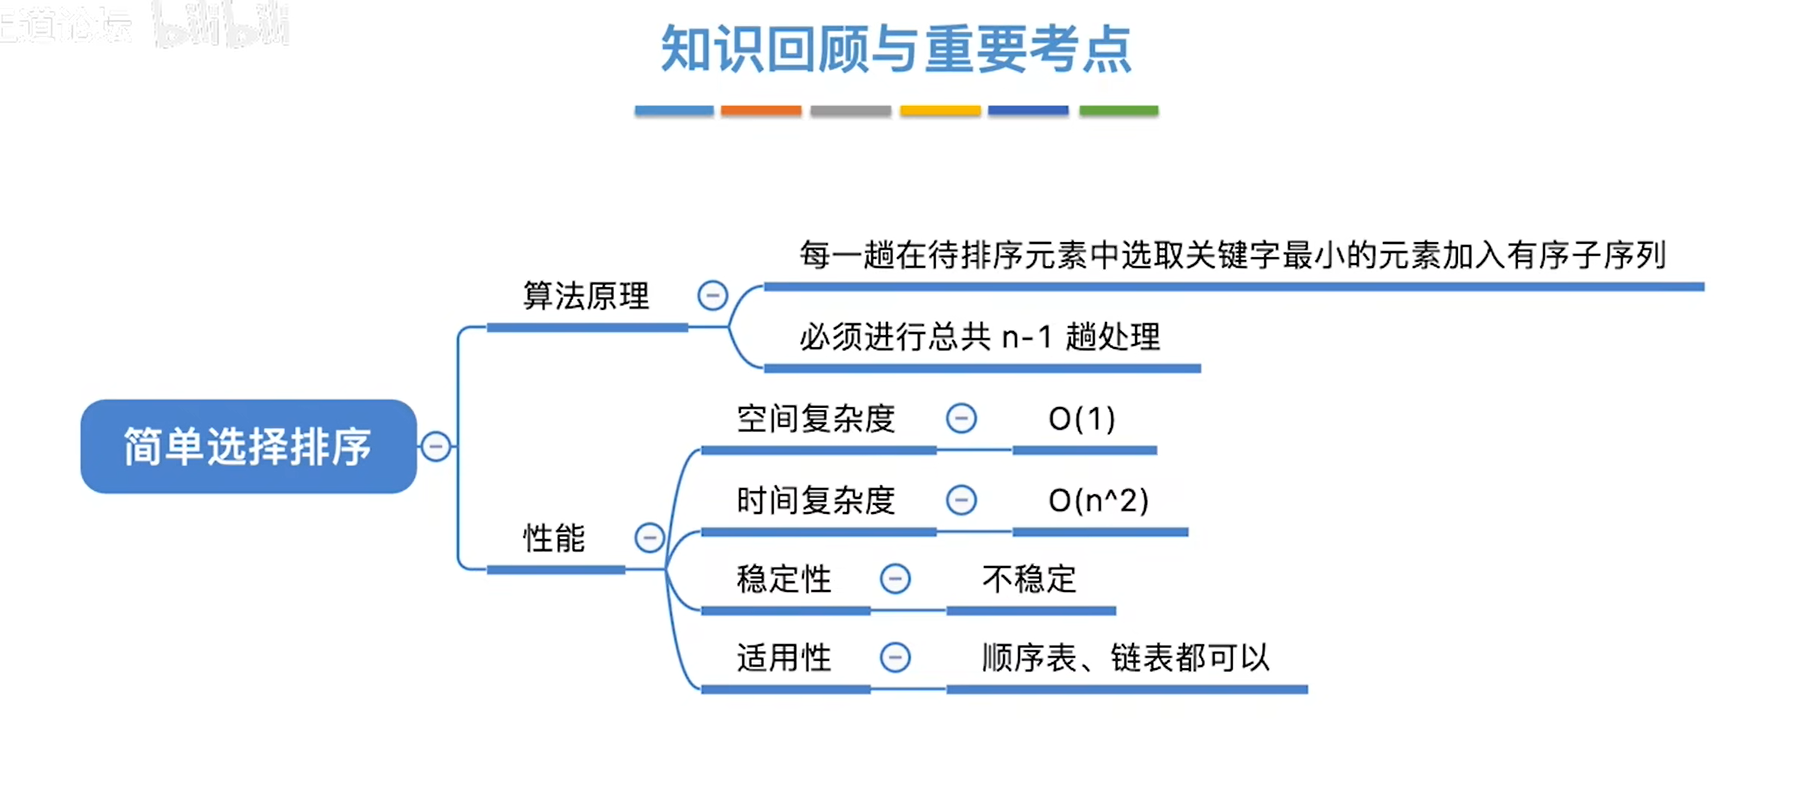 王道论坛 bilibili
知识回顾与重要考点
简单选择排序
算法原理
每一趟在待排序元素中选取关键字最小的元素加入有序子序列
必须进行总共 n-1 趟处理
性能
空间复杂度
O(1)
时间复杂度
O(n^2)
稳定性
不稳定
适用性
顺序表、链表都可以